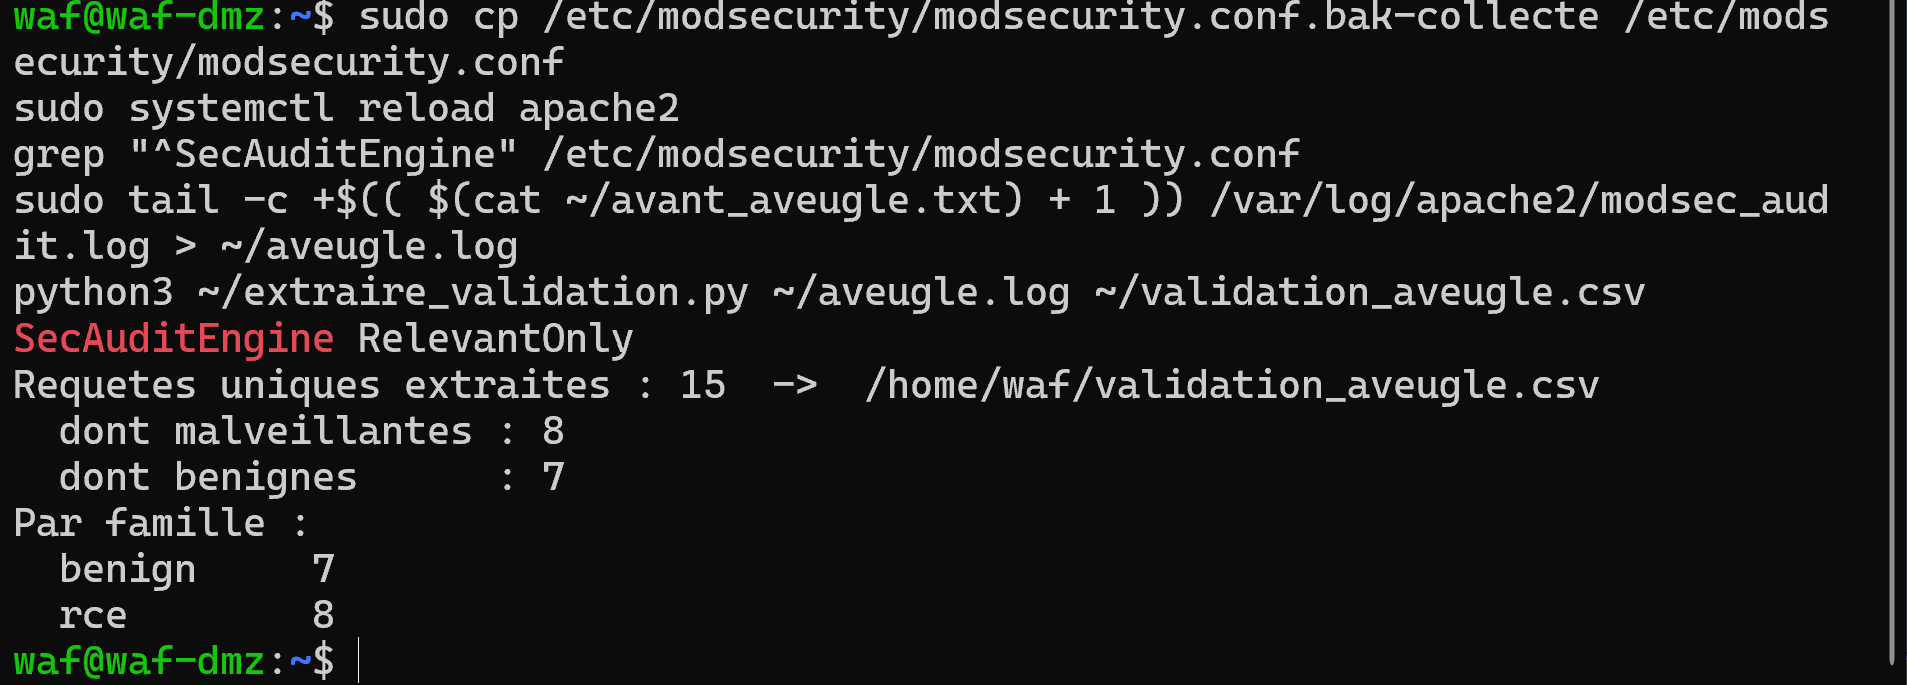 waf@waf-dmz:~$ sudo cp /etc/modsecurity/modsecurity.conf.bak-collecte /etc/mods
ecurity/modsecurity.conf
sudo systemctl reload apache2
grep "^SecAuditEngine" /etc/modsecurity/modsecurity.conf
sudo tail -c +$(( $(cat ~/avant_aveugle.txt) + 1 )) /var/log/apache2/modsec_aud
it.log > ~/aveugle.log
python3 ~/extraire_validation.py ~/aveugle.log ~/validation_aveugle.csv
SecAuditEngine RelevantOnly
Requetes uniques extraites : 15  ->  /home/waf/validation_aveugle.csv
  dont malveillantes : 8
  dont benignes      : 7
Par famille :
  benign     7
  rce        8
waf@waf-dmz:~$